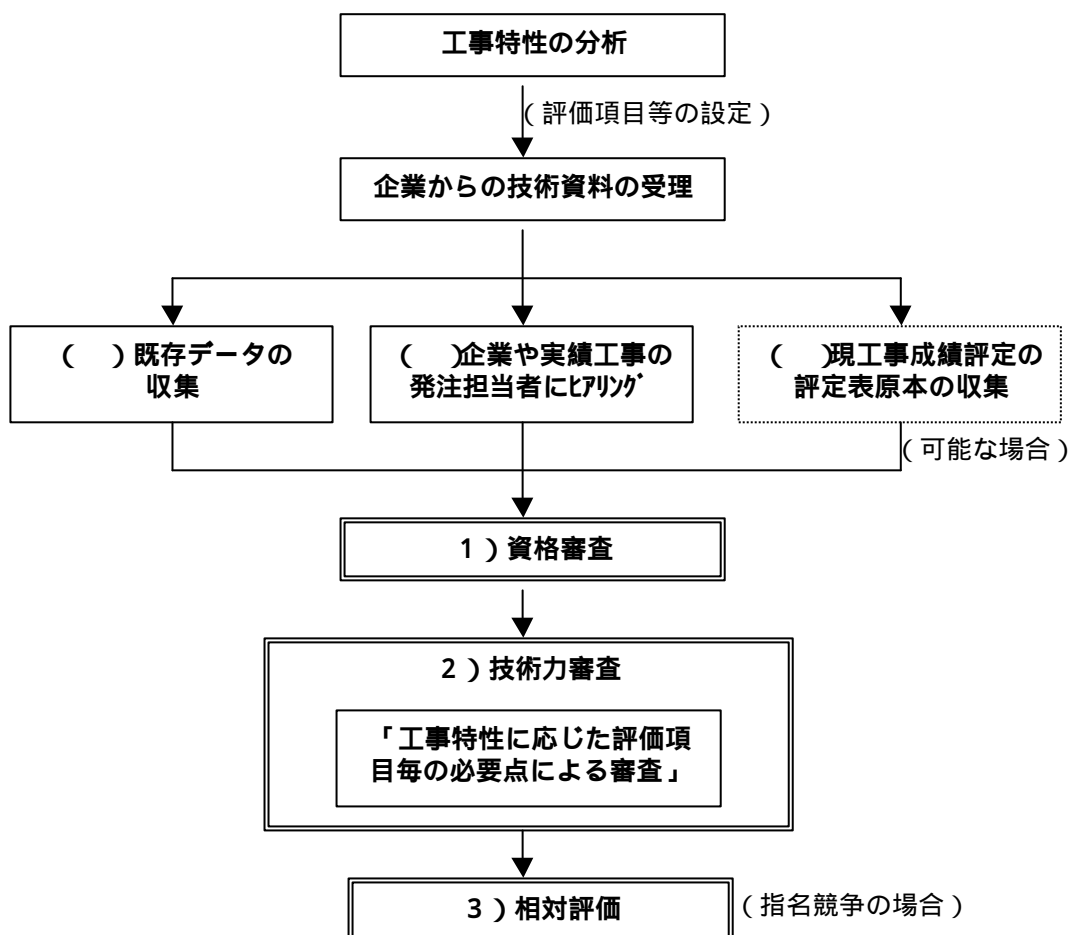 工事特性の分析
（評価項目等の設定）
企業からの技術資料の受理
（　）既存データの
収集
（　）企業や実績工事の
発注担当者にﾋｱﾘﾝｸﾞ
（　）現工事成績評定の
評定表原本の収集
（可能な場合）
1）資格審査
2）技術力審査
「工事特性に応じた評価項
目毎の必要点による審査」
3）相対評価
（指名競争の場合）